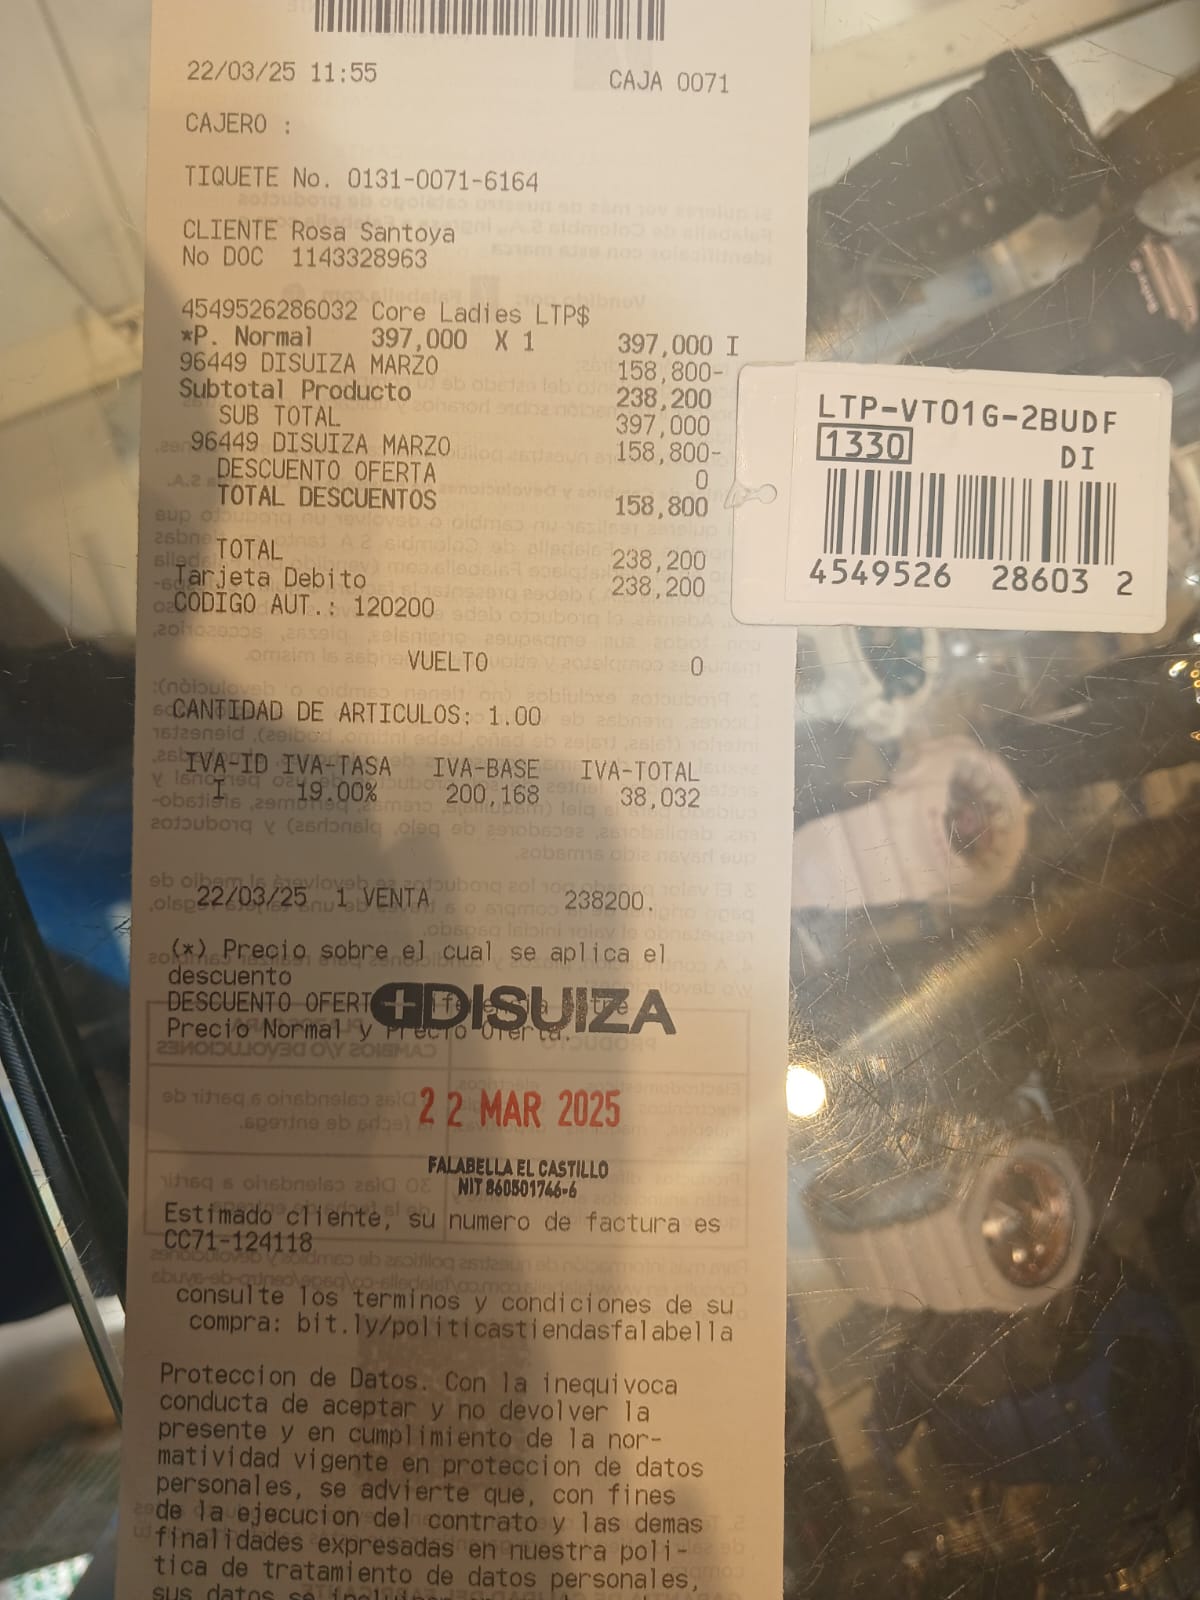 22/03/25 11:55 CAJA 0071
CAJERO :
TIQUETE No. 0131-0071-6164
CLIENTE Rosa Santoya
No DOC 1143328963
4549526286032 Core Ladies LTP$
*P. Normal 397,000 X 1 397,000 I
96449 DISUIZA MARZO 158,800-
Subtotal Producto 238,200
SUB TOTAL 397,000
96449 DISUIZA MARZO 158,800-
DESCUENTO OFERTA 0
TOTAL DESCUENTOS 158,800
TOTAL 238,200
Tarjeta Debito 238,200
CODIGO AUT.: 120200
VUELTO 0
CANTIDAD DE ARTICULOS: 1.00
IVA-ID IVA-TASA IVA-BASE IVA-TOTAL
I 19.00% 200,168 38,032
22/03/25 1 VENTA 238200.
(*) Precio sobre el cual se aplica el
descuento
DESCUENTO OFERT
DISUIZA
Precio Normal y Precio Oferta.
22 MAR 2025
FALABELLA EL CASTILLO
NIT 860501746-6
Estimado cliente, su numero de factura es
CC71-124118
consulte los terminos y condiciones de su
compra: bit.ly/politicastiendasfalabella
Proteccion de Datos. Con la inequivoca
conducta de aceptar y no devolver la
presente y en cumplimiento de la nor-
matividad vigente en proteccion de datos
personales, se advierte que, con fines
de la ejecucion del contrato y las demas
finalidades expresadas en nuestra poli-
tica de tratamiento de datos personales,
sus datos se
LTP-VT01G-2BUDF
1330 DI
4549526 28603 2